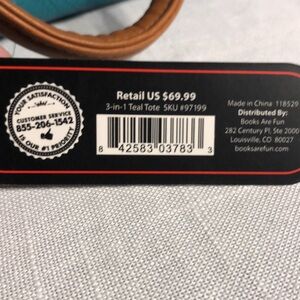 YOUR SATISFACTION
CUSTOMER SERVICE
855-206-1542
IS OUR #1 PRIORITY
Retail US $69.99
3-in-1 Teal Tote SKU #97199
8 42583 03783 3
Made in China 118529
Distributed By:
Books Are Fun
282 Century Pl, Ste 2000
Louisville, CO 80027
booksarefun.com